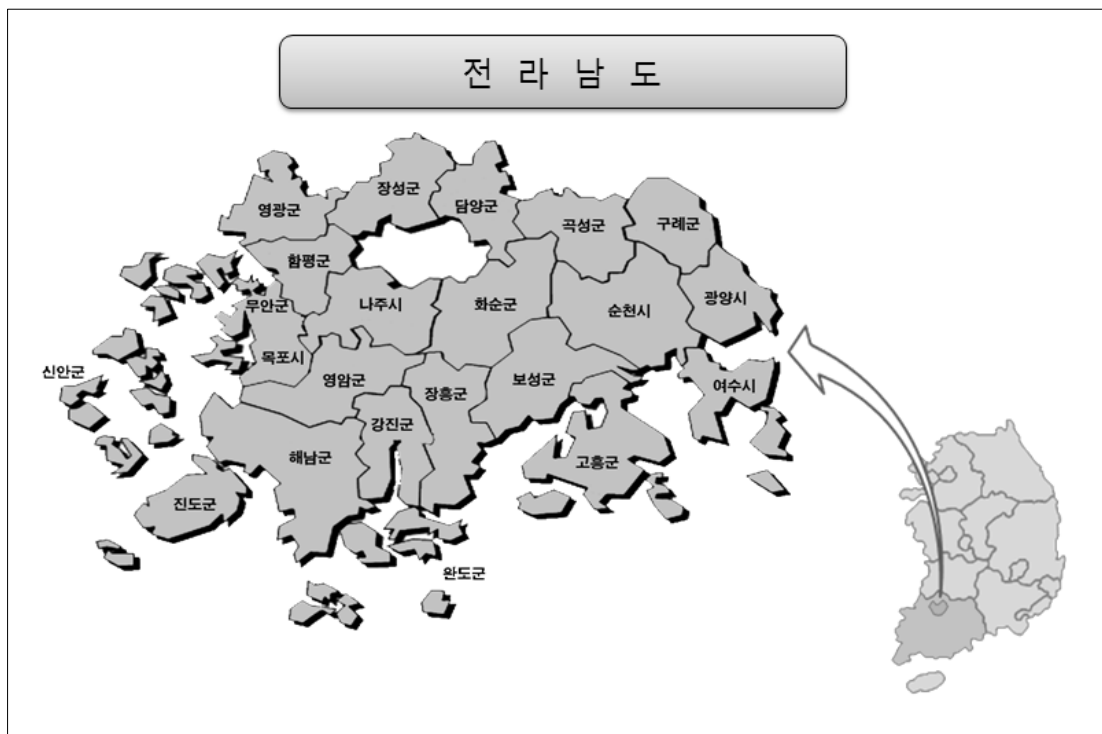 전 라 남 도
장성군
담양군
영광군
곡성군
구례군
함평군
무안군
나주시
화순군
순천시
광양시
목포시
신안군
영암군
장흥군
보성군
여수시
강진군
해남군
고흥군
진도군
완도군